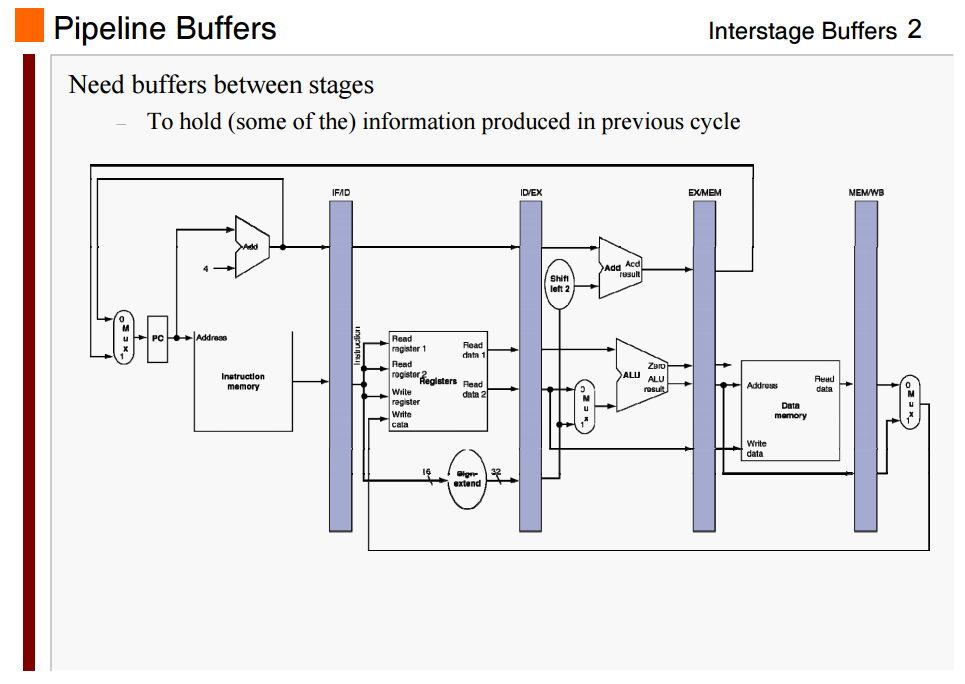 Pipeline Buffers
Interstage Buffers 2
Need buffers between stages
– To hold (some of the) information produced in previous cycle
IF/ID
ID/EX
EX/MEM
MEM/WB
Add
4
Shift
left 2
Add
Add
result
0
M
u
x
1
PC
Address
Instruction
memory
Instruction
Read
register 1
Read
register 2
Registers
Write
register
Write
data
Read
data 1
Read
data 2
0
M
u
x
1
ALU
Zero
ALU
result
Address
Read
data
Data
memory
Write
data
0
M
u
x
1
16
Sign-
extend
32